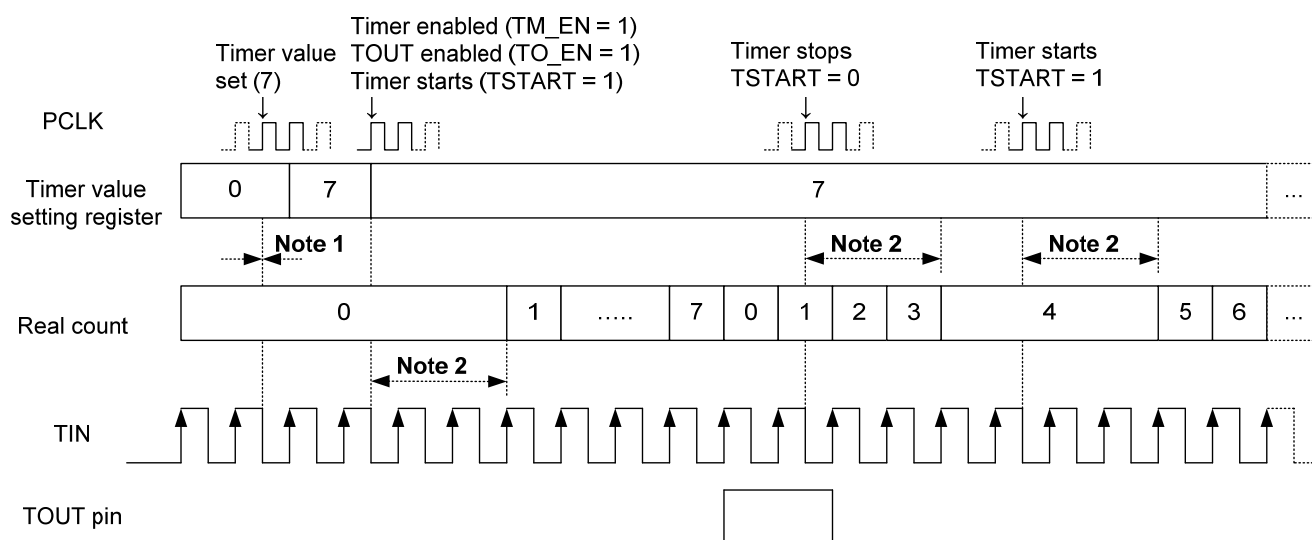 Timer enabled (TM_EN = 1)
Timer value TOUT enabled (TO_EN = 1) Timer stops Timer starts
set (7) Timer starts (TSTART = 1) TSTART = 0 TSTART = 1
PCLK
Timer value
setting register
0 7 7 ...
Note 1 Note 2 Note 2
Real count 0 1 ..... 7 0 1 2 3 4 5 6 ...
Note 2
TIN
TOUT pin